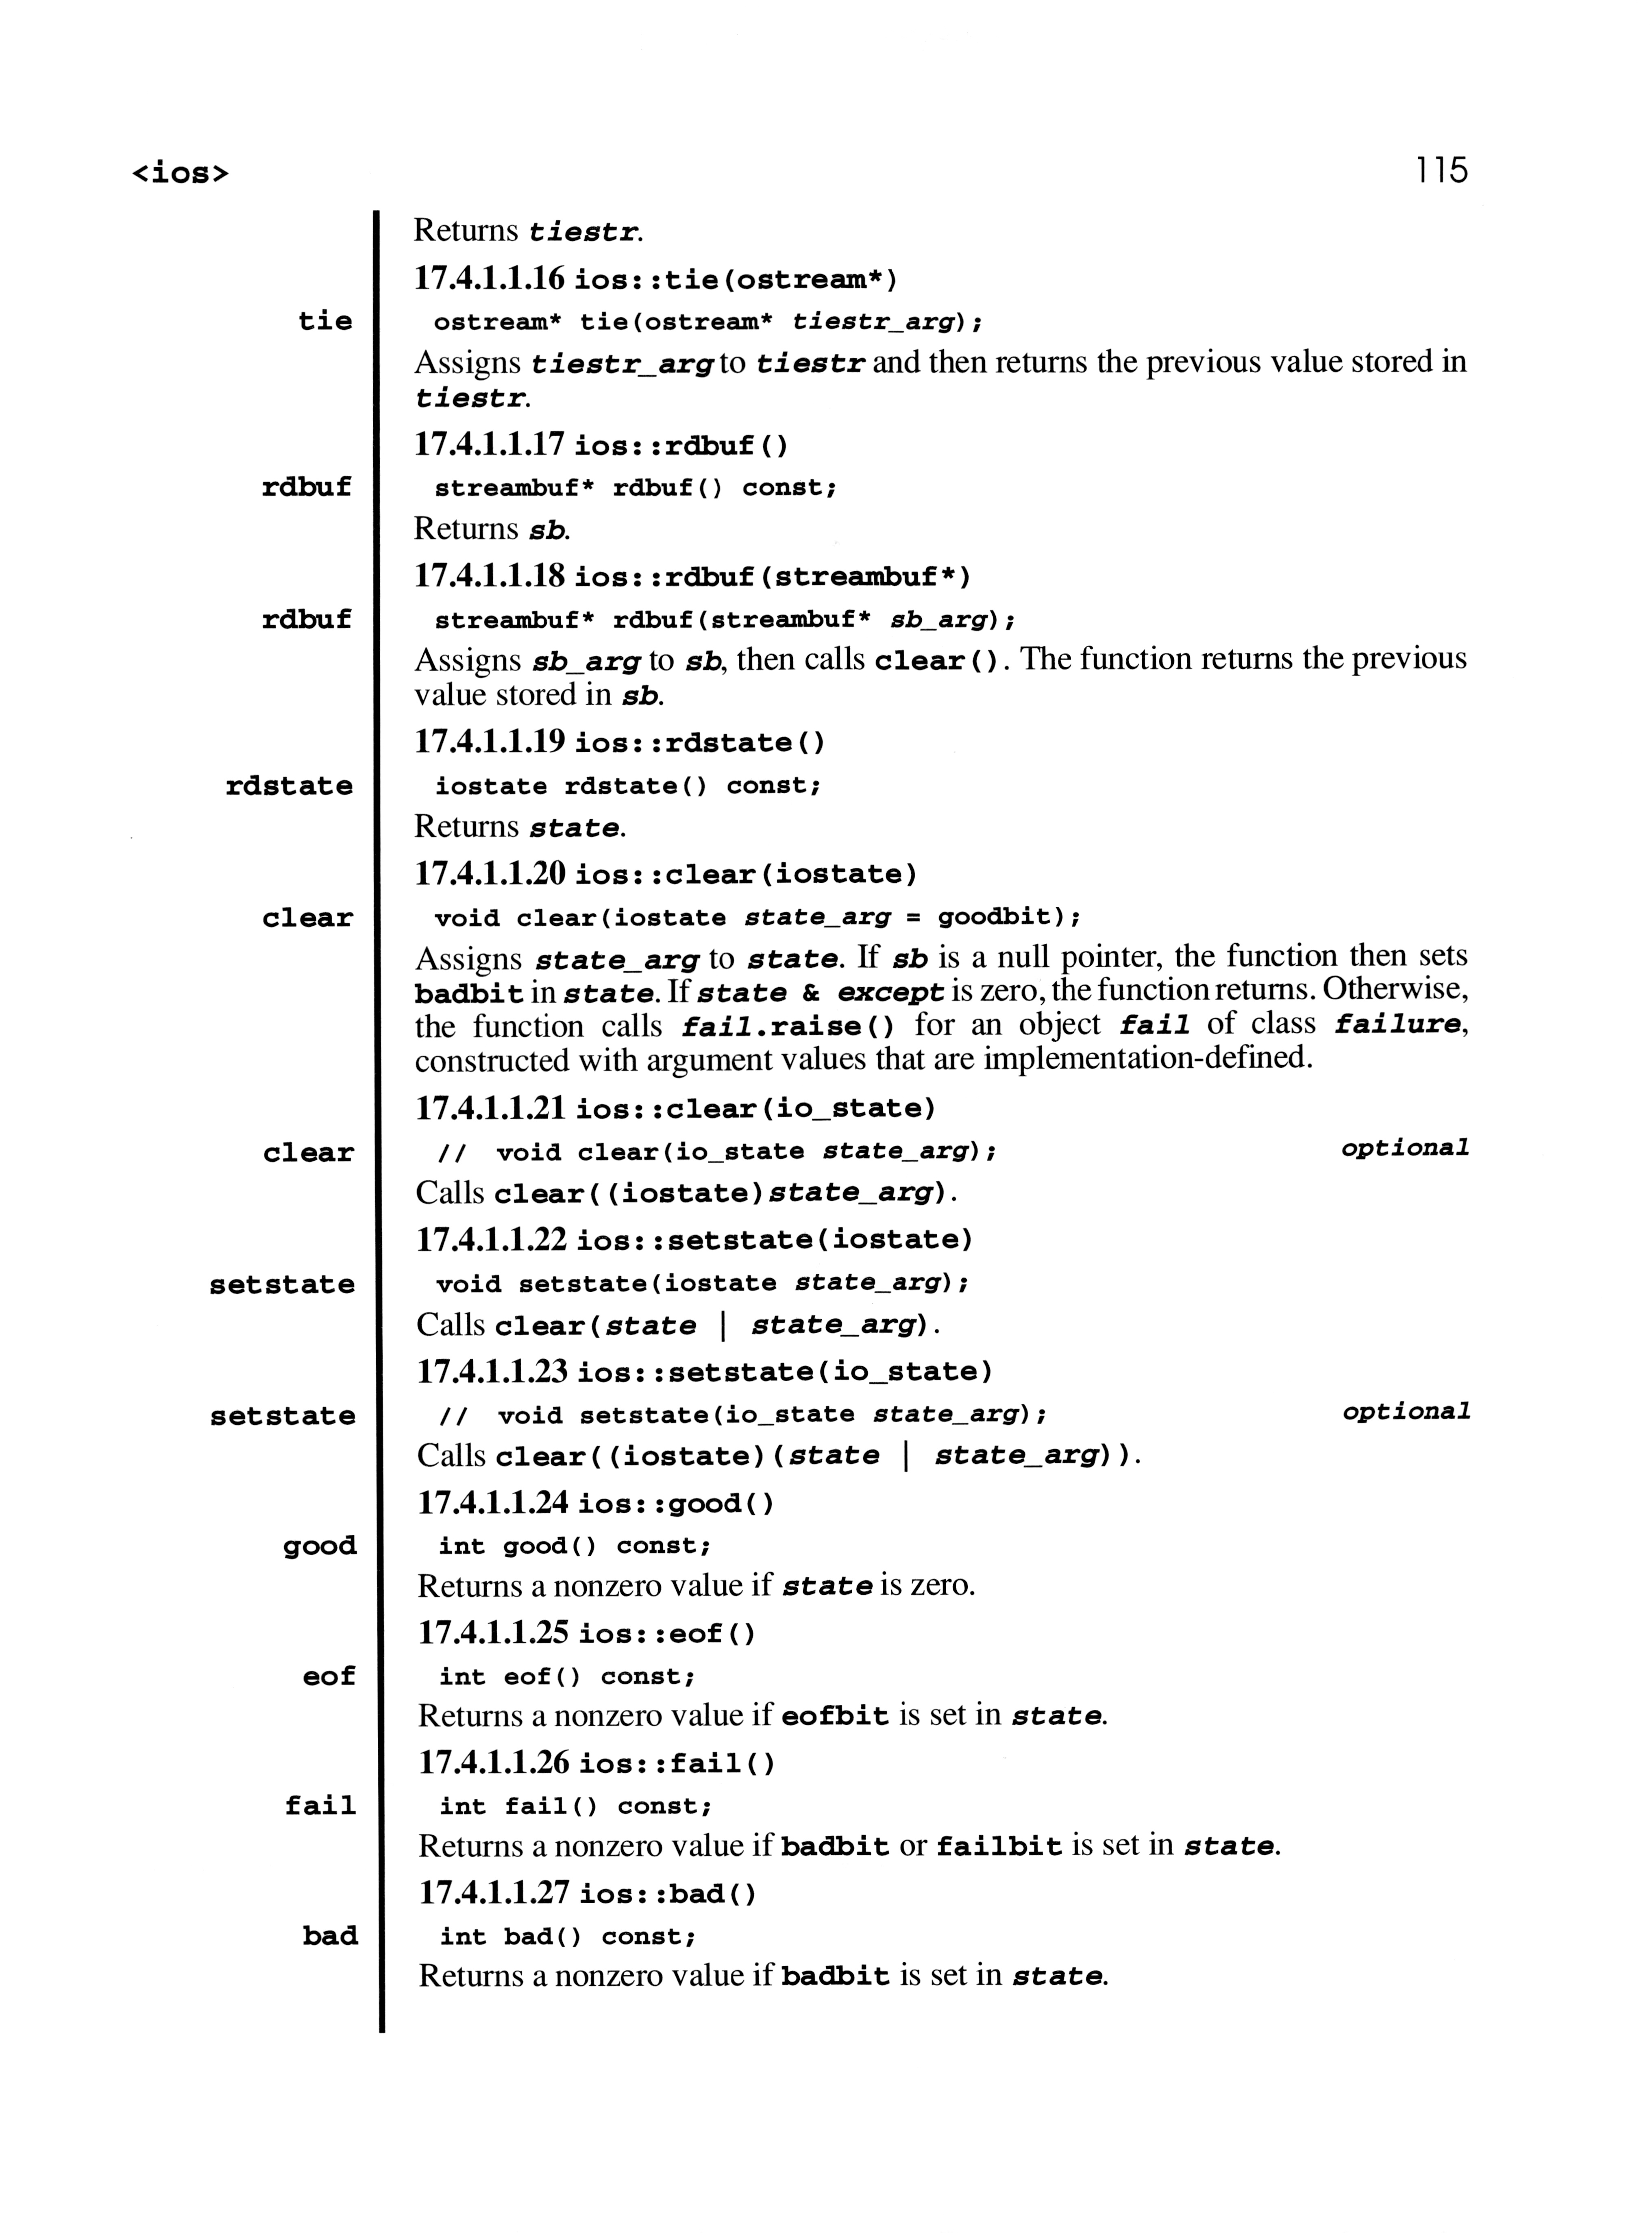 <ios> 115
Returns tiestr.
17.4.1.1.16 ios::tie(ostream*)
tie ostream* tie(ostream* tiestr_arg);
Assigns tiestr_arg to tiestr and then returns the previous value stored in
tiestr.
17.4.1.1.17 ios::rdbuf()
rdbuf streambuf* rdbuf() const;
Returns sb.
17.4.1.1.18 ios::rdbuf(streambuf*)
rdbuf streambuf* rdbuf(streambuf* sb_arg);
Assigns sb_arg to sb, then calls clear(). The function returns the previous
value stored in sb.
17.4.1.1.19 ios::rdstate()
rdstate iostate rdstate() const;
Returns state.
17.4.1.1.20 ios::clear(iostate)
clear void clear(iostate state_arg = goodbit);
Assigns state_arg to state. If sb is a null pointer, the function then sets
badbit in state. If state & except is zero, the function returns. Otherwise,
the function calls fail.raise() for an object fail of class failure,
constructed with argument values that are implementation-defined.
17.4.1.1.21 ios::clear(io_state)
clear // void clear(io_state state_arg); optional
Calls clear((iostate)state_arg).
17.4.1.1.22 ios::setstate(iostate)
setstate void setstate(iostate state_arg);
Calls clear(state | state_arg).
17.4.1.1.23 ios::setstate(io_state)
setstate // void setstate(io_state state_arg); optional
Calls clear((iostate)(state | state_arg)).
17.4.1.1.24 ios::good()
good int good() const;
Returns a nonzero value if state is zero.
17.4.1.1.25 ios::eof()
eof int eof() const;
Returns a nonzero value if eofbit is set in state.
17.4.1.1.26 ios::fail()
fail int fail() const;
Returns a nonzero value if badbit or failbit is set in state.
17.4.1.1.27 ios::bad()
bad int bad() const;
Returns a nonzero value if badbit is set in state.